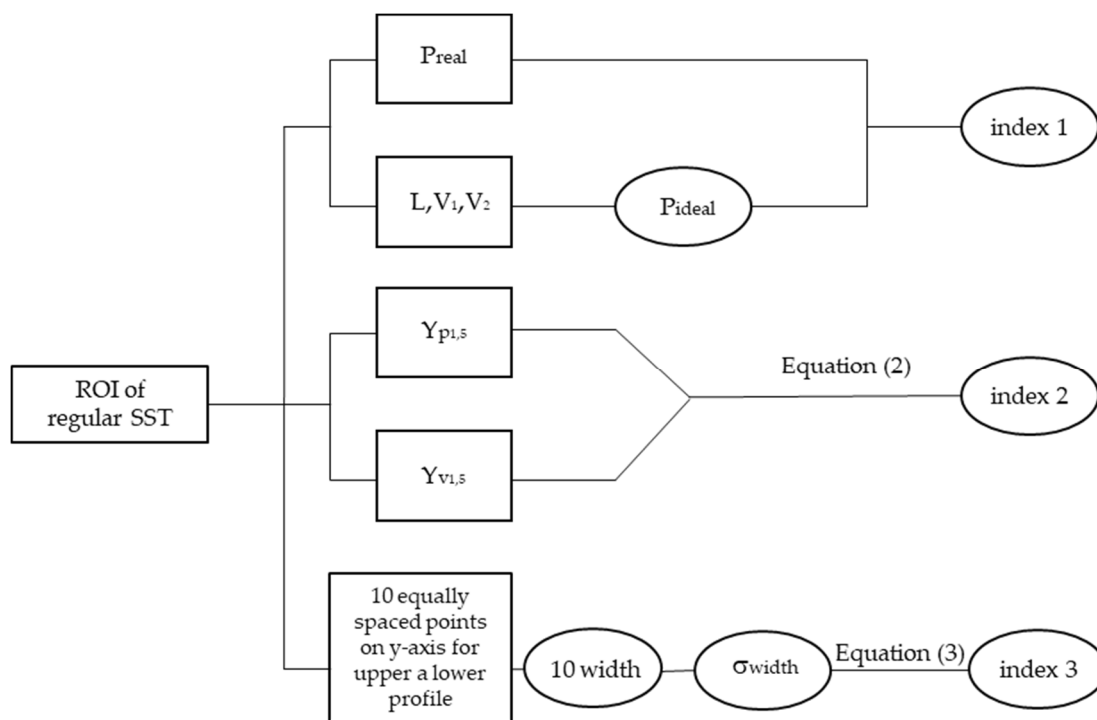 Preal
index 1
L,V1,V2
Pideal
Yp1,5
Equation (2)
ROI of
regular SST
index 2
Yv1,5
10 equally
spaced points
on y-axis for
upper a lower
profile
10 width
σwidth
Equation (3)
index 3